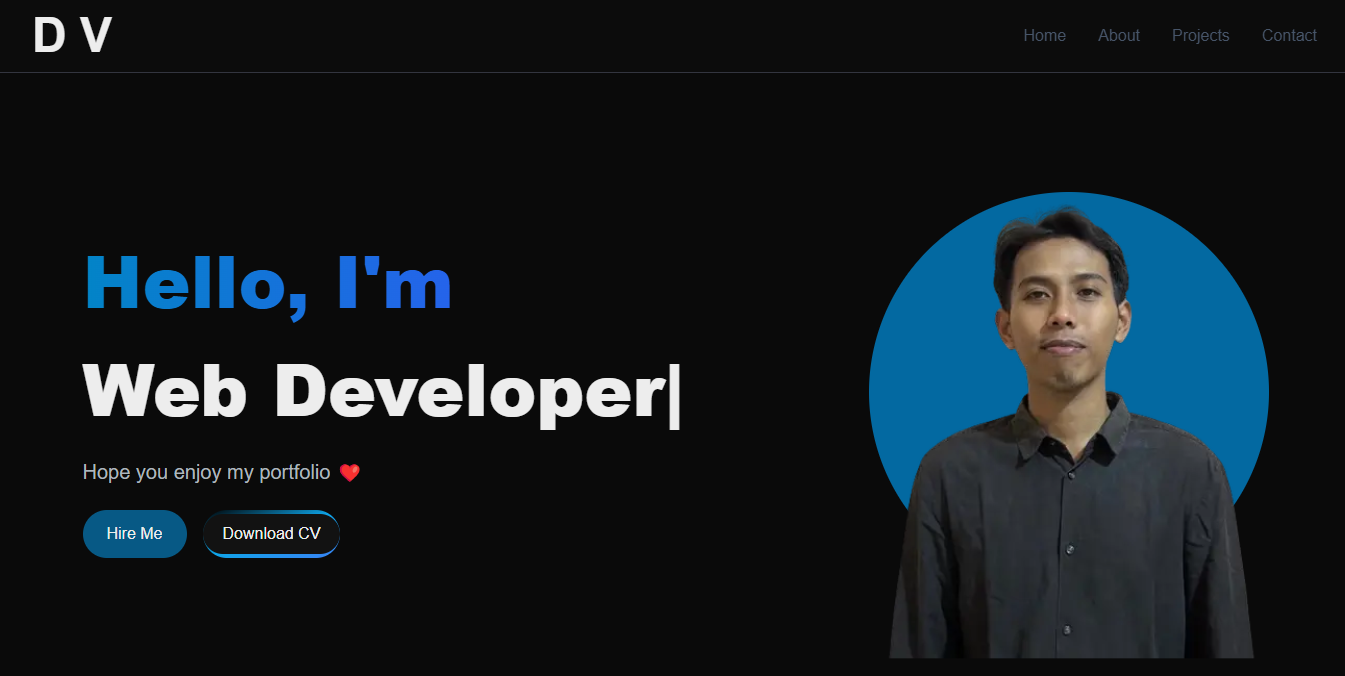 D V
Home About Projects Contact
Hello, I'm
Web Developer|
Hope you enjoy my portfolio ❤️
Hire Me Download CV